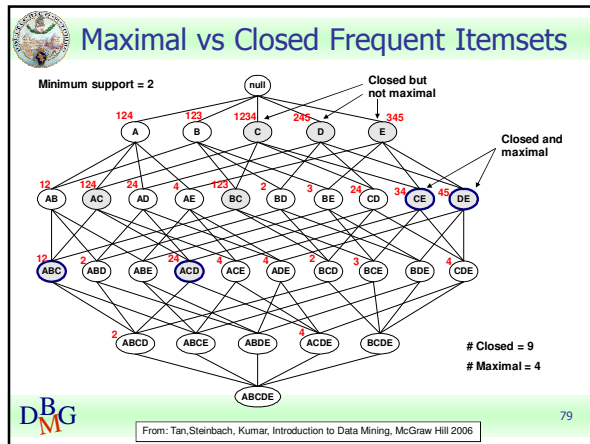 Maximal vs Closed Frequent Itemsets
Minimum support = 2
null
Closed but
not maximal
124 123 1234 245 345
A B C D E
Closed and
maximal
12 124 24 4 123 2 3 24 34 45
AB AC AD AE BC BD BE CD CE DE
12 2 24 4 4 2 3 4
ABC ABD ABE ACD ACE ADE BCD BCE BDE CDE
2 4
ABCD ABCE ABDE ACDE BCDE
# Closed = 9
# Maximal = 4
ABCDE
DBMG
79
From: Tan,Steinbach, Kumar, Introduction to Data Mining, McGraw Hill 2006